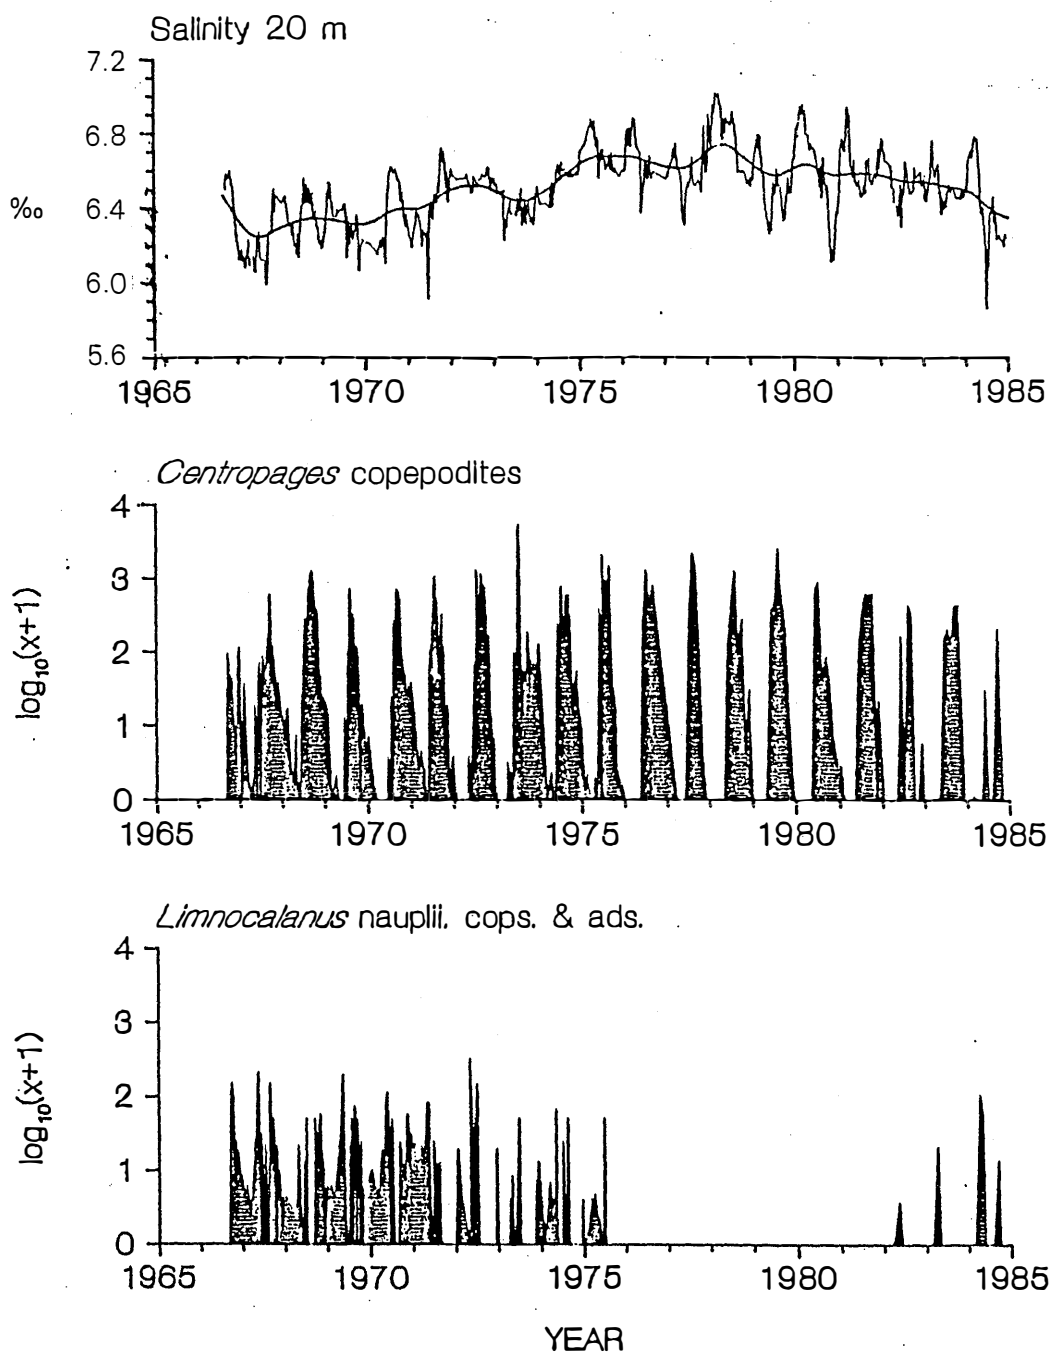 Salinity 20 m
7.2
6.8
6.4
6.0
5.6
‰
1965 1970 1975 1980 1985
Centropages copepodites
4
3
2
1
0
log10(x+1)
1965 1970 1975 1980 1985
Limnocalanus nauplii. cops. & ads.
4
3
2
1
0
log10(x+1)
1965 1970 1975 1980 1985
YEAR